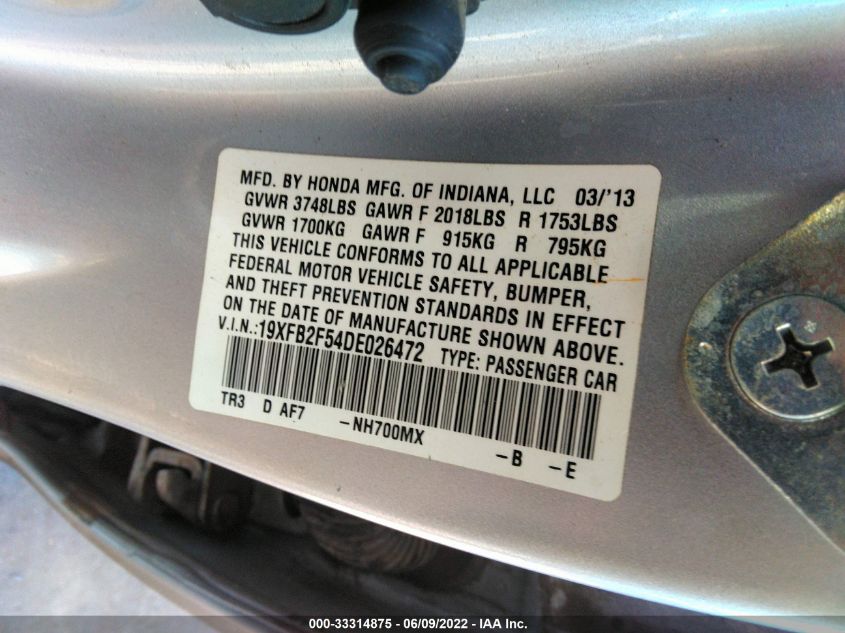 MFD. BY HONDA MFG. OF INDIANA, LLC 03/'13
GVWR 3748LBS GAWR F 2018LBS R 1753LBS
GVWR 1700KG GAWR F 915KG R 795KG
THIS VEHICLE CONFORMS TO ALL APPLICABLE
FEDERAL MOTOR VEHICLE SAFETY, BUMPER,
AND THEFT PREVENTION STANDARDS IN EFFECT
ON THE DATE OF MANUFACTURE SHOWN ABOVE.
V.I.N.:19XFB2F54DE026472 TYPE: PASSENGER CAR
TR3 D AF7 -NH700MX -B -E
000-33314875 - 06/09/2022 - IAA Inc.